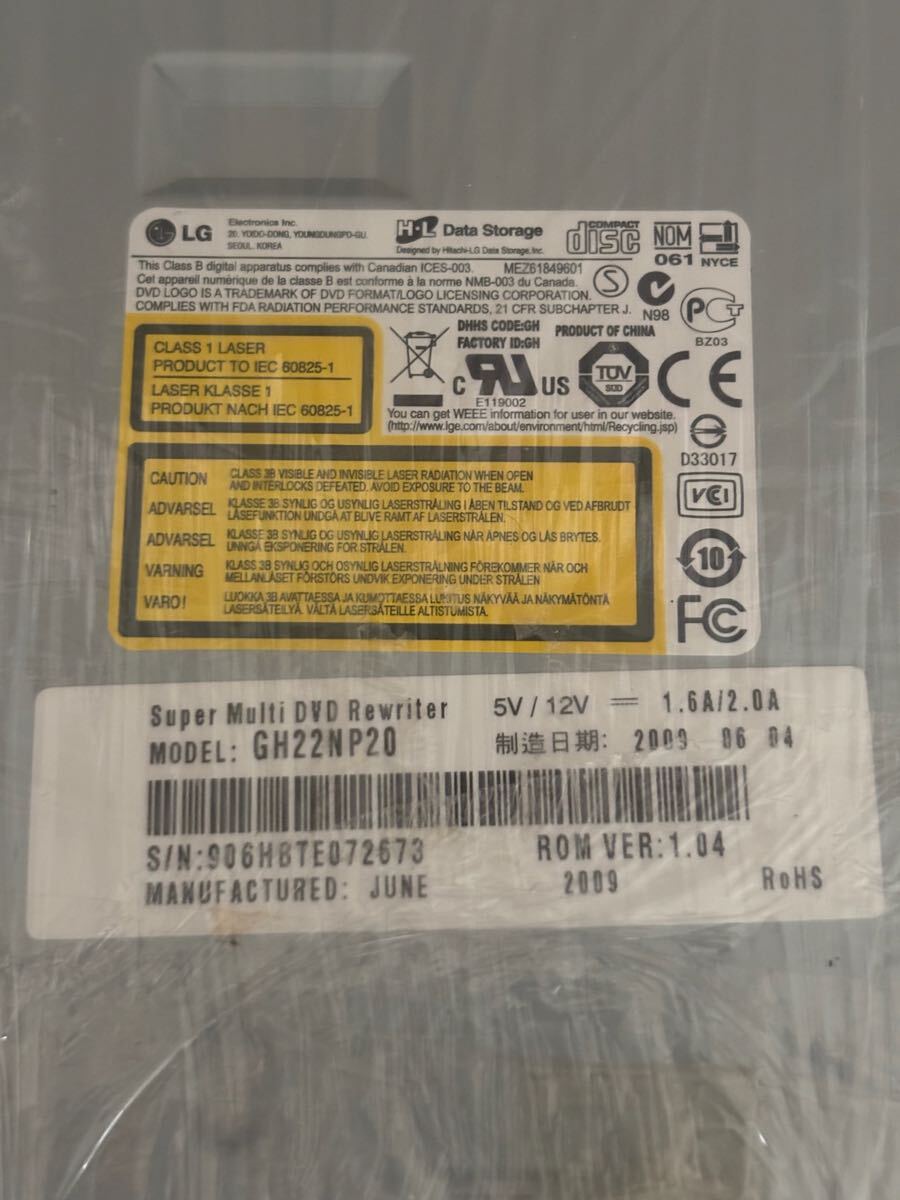 LG Electronics Inc.
20, YOIDO-DONG, YOUNGDUNGPO-GU,
SEOUL, KOREA
H·L Data Storage
Designed by Hitachi-LG Data Storage, Inc.
COMPACT
disc
NOM
061 NYCE
This Class B digital apparatus complies with Canadian ICES-003. MEZ61849601
Cet appareil numérique de la classe B est conforme à la norme NMB-003 du Canada.
DVD LOGO IS A TRADEMARK OF DVD FORMAT/LOGO LICENSING CORPORATION.
COMPLIES WITH FDA RADIATION PERFORMANCE STANDARDS, 21 CFR SUBCHAPTER J.
S
N98
PCT
BZ03
CLASS 1 LASER
PRODUCT TO IEC 60825-1
LASER KLASSE 1
PRODUKT NACH IEC 60825-1
DHHS CODE:GH
FACTORY ID:GH
PRODUCT OF CHINA
C UR US
E119002
TÜV
SÜD
CE
You can get WEEE information for user in our website.
(http://www.lge.com/about/environment/html/Recycling.jsp)
D33017
VCI
10
FC
CAUTION CLASS 3B VISIBLE AND INVISIBLE LASER RADIATION WHEN OPEN
AND INTERLOCKS DEFEATED. AVOID EXPOSURE TO THE BEAM.
ADVARSEL KLASSE 3B SYNLIG OG USYNLIG LASERSTRÅLING I ÅBEN TILSTAND OG VED AFBRUDT
LÅSEFUNKTION UNDGÅ AT BLIVE RAMT AF LASERSTRÅLEN.
ADVARSEL KLASSE 3B SYNLIG OG USYNLIG LASERSTRÅLING NÅR ÅPNES OG LÅS BRYTES.
UNNGÅ EKSPONERING FOR STRÅLEN.
VARNING KLASS 3B SYNLIG OCH OSYNLIG LASERSTRÅLNING FÖREKOMMER NÄR OCH
MELLANLÅSET FÖRSTÖRS UNDVIK EXPONERING UNDER STRÅLEN
VARO! LUOKKA 3B AVATTAESSA JA KUMOTTAESSA LUKITUS NÄKYVÄÄ JA NÄKYMÄTÖNTÄ
LASERSÄTEILYÄ. VÄLTÄ LASERSÄTEILLE ALTISTUMISTA.
Super Multi DVD Rewriter 5V / 12V ⎓ 1.6A/2.0A
MODEL: GH22NP20 制造日期: 2009 06 04
S/N:906HBTE072673 ROM VER:1.04
MANUFACTURED: JUNE 2009 RoHS